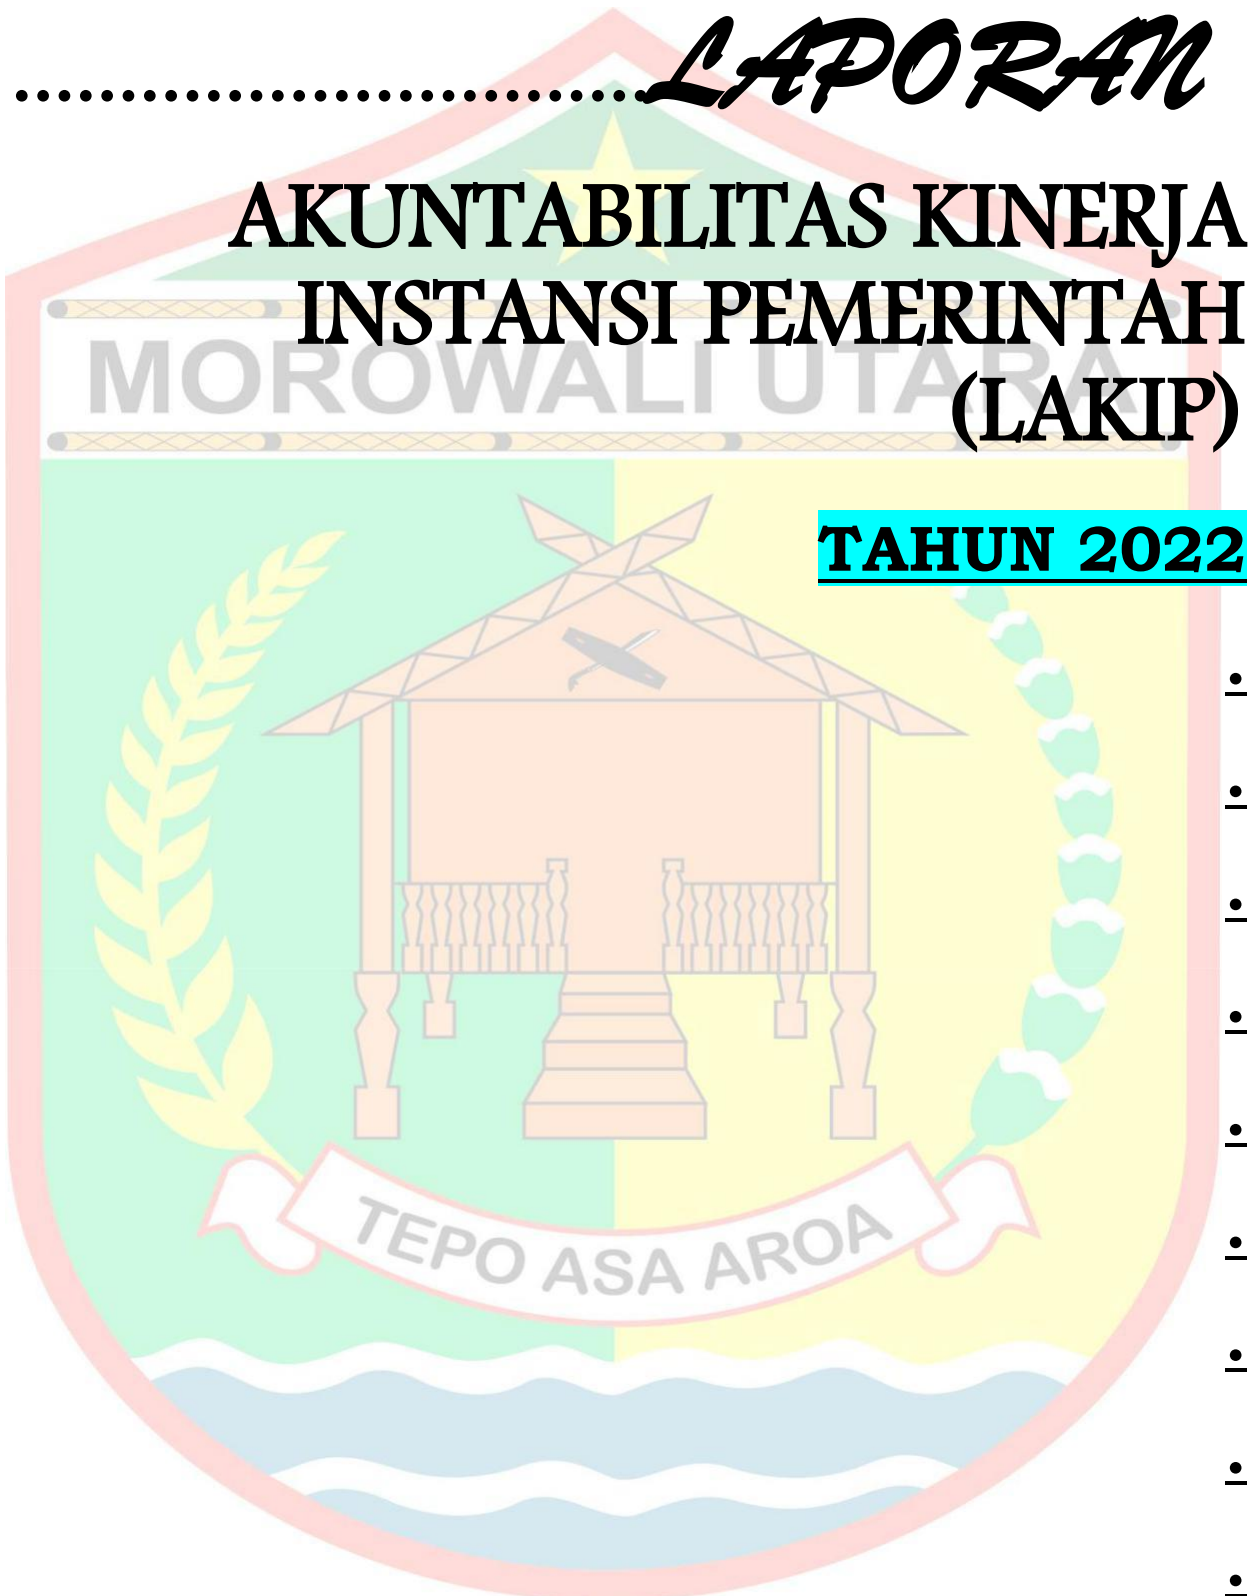 ..............................LAPORAN
AKUNTABILITAS KINERJA
INSTANSI PEMERINTAH
MOROWALI UTARA
(LAKIP)
TAHUN 2022
.
.
.
.
.
.
TEPO ASA AROA
.
.
.